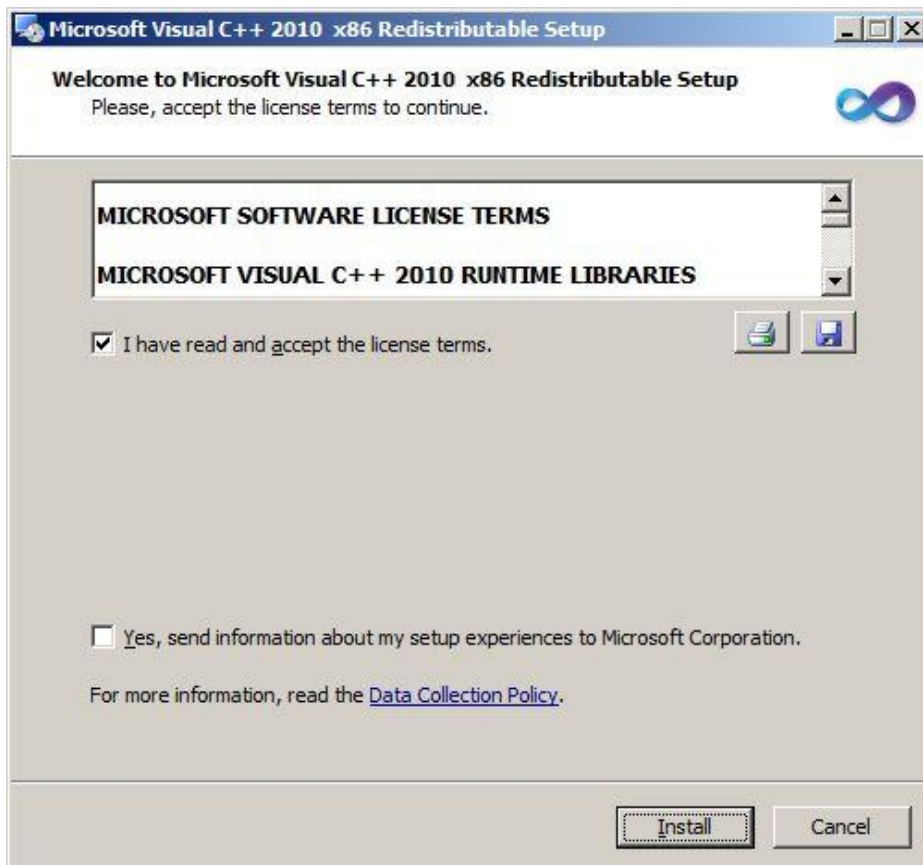 Microsoft Visual C++ 2010 x86 Redistributable Setup
Welcome to Microsoft Visual C++ 2010 x86 Redistributable Setup
Please, accept the license terms to continue.
MICROSOFT SOFTWARE LICENSE TERMS
MICROSOFT VISUAL C++ 2010 RUNTIME LIBRARIES
I have read and accept the license terms.
Yes, send information about my setup experiences to Microsoft Corporation.
For more information, read the Data Collection Policy.
Install
Cancel